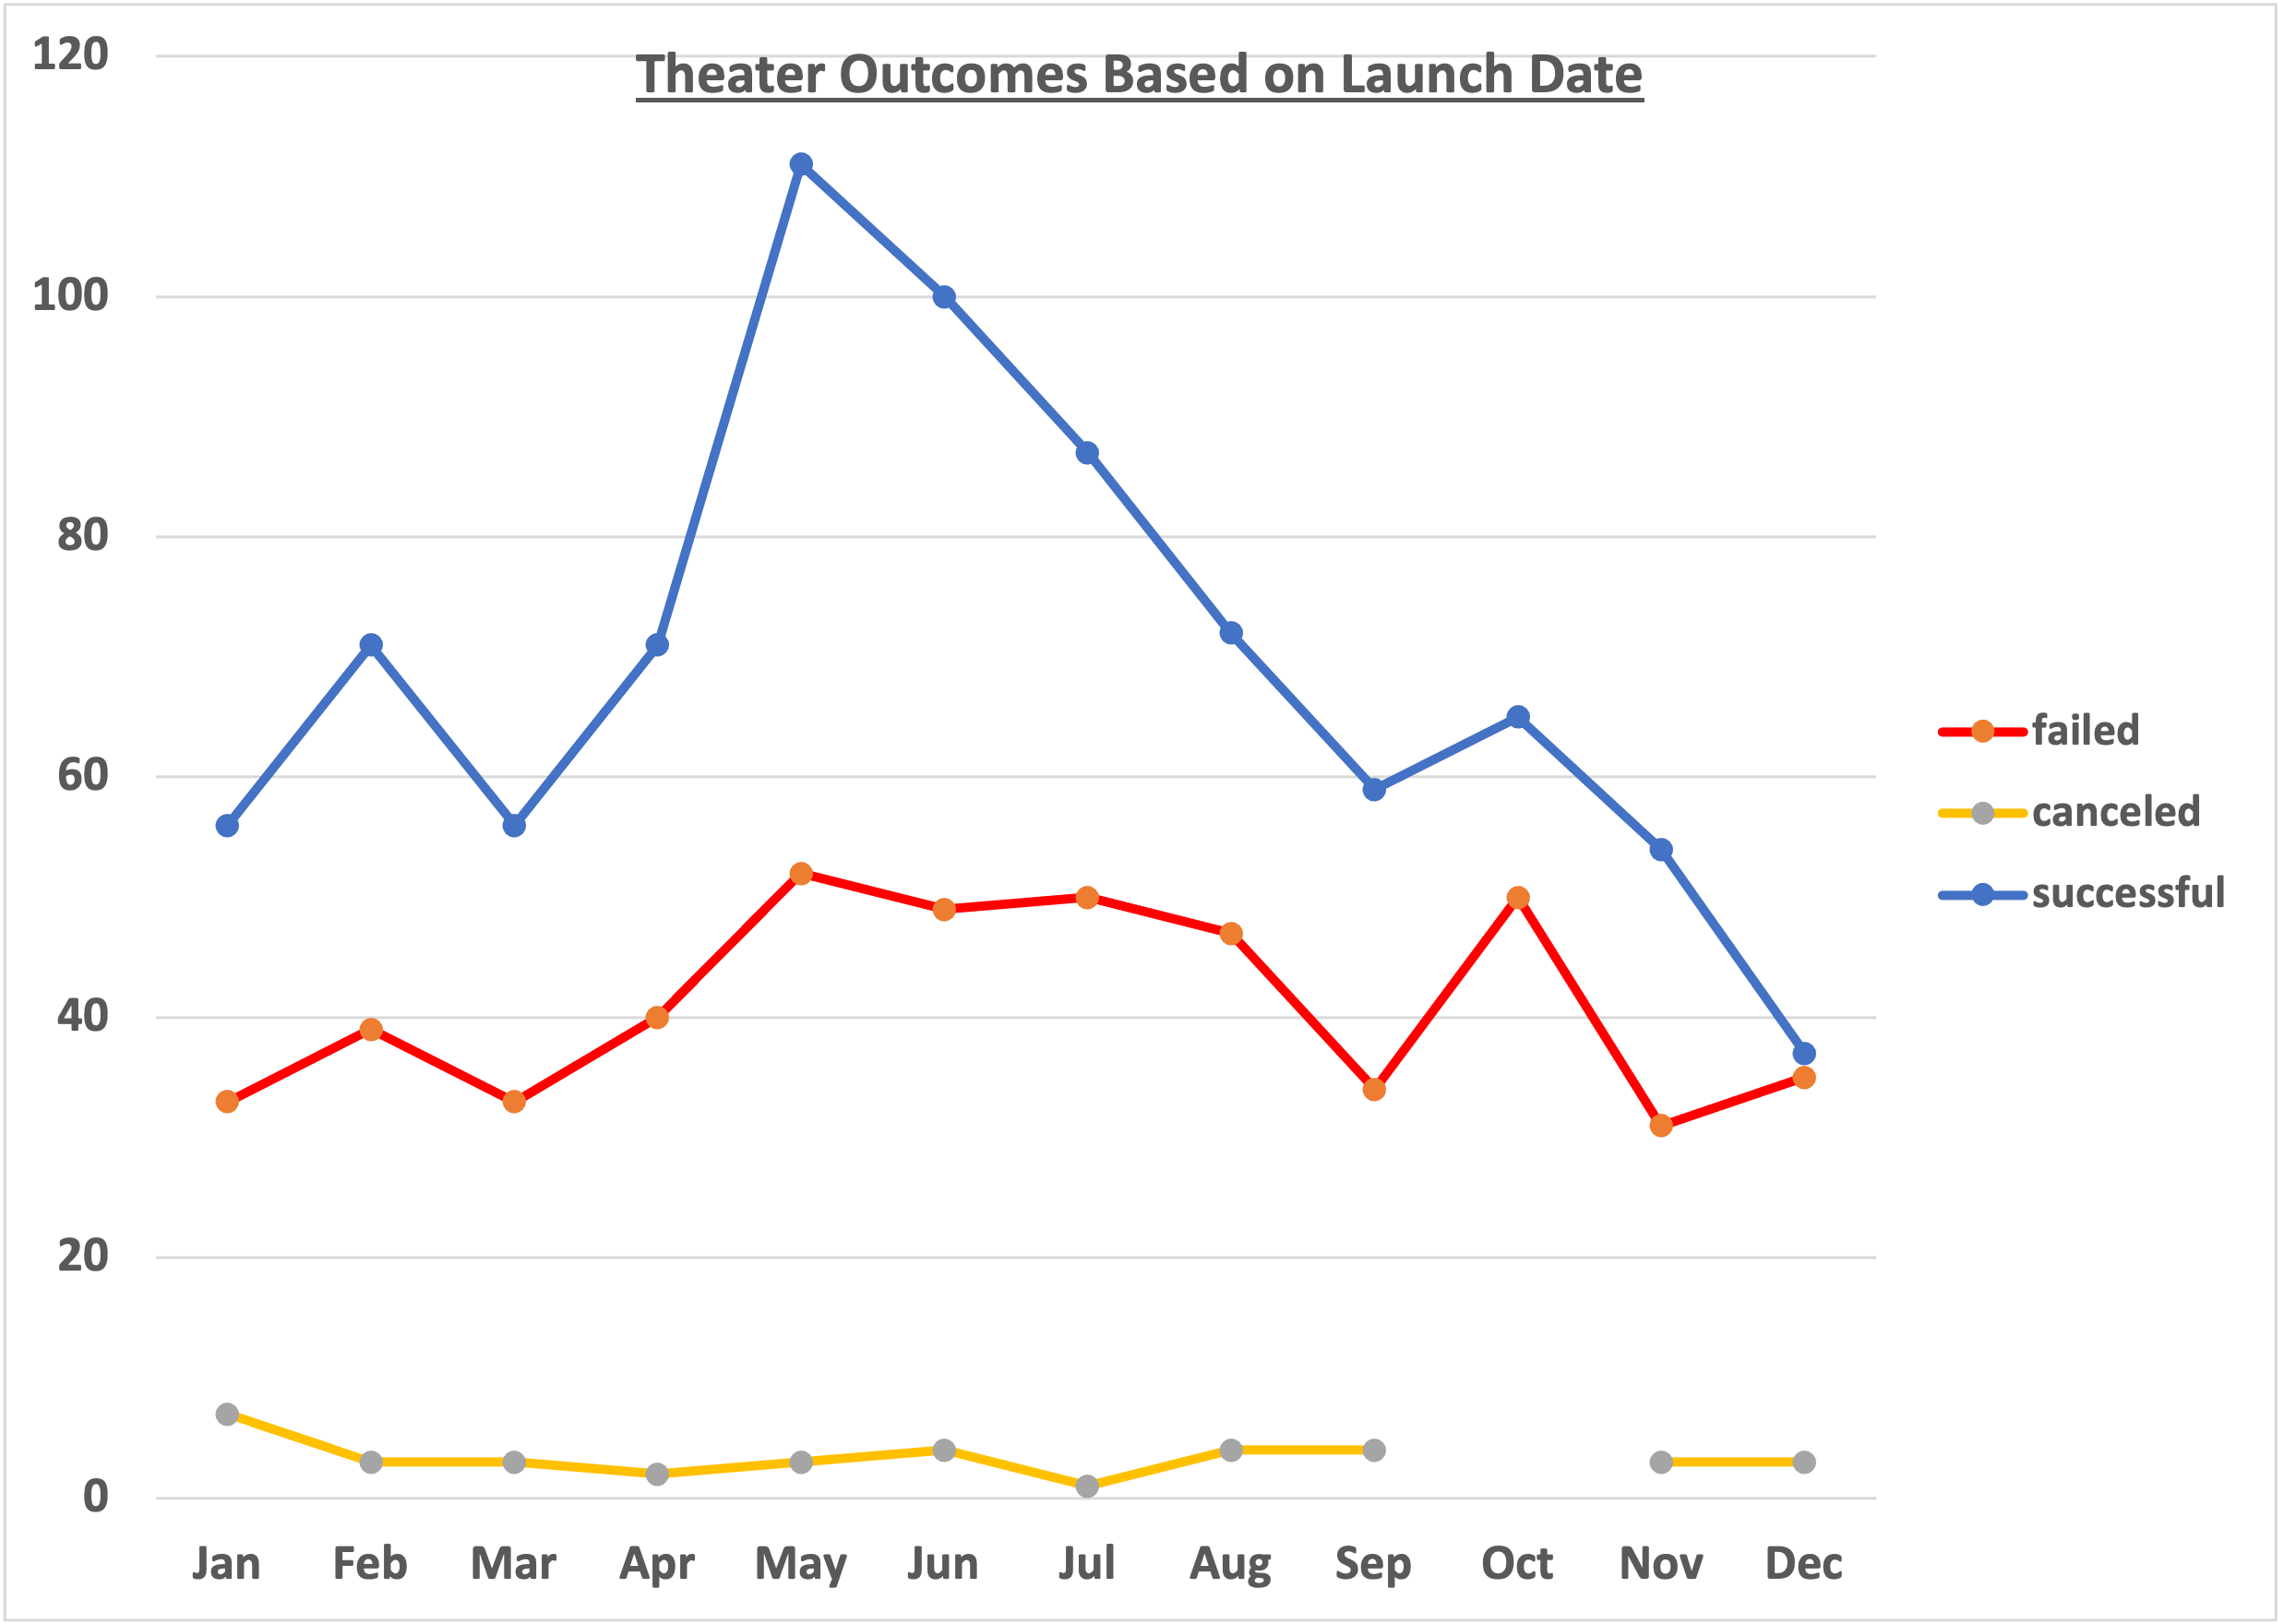 Theater Outcomes Based on Launch Date
120
100
80
60
40
20
0
Jan Feb Mar Apr May Jun Jul Aug Sep Oct Nov Dec
failed
canceled
successful